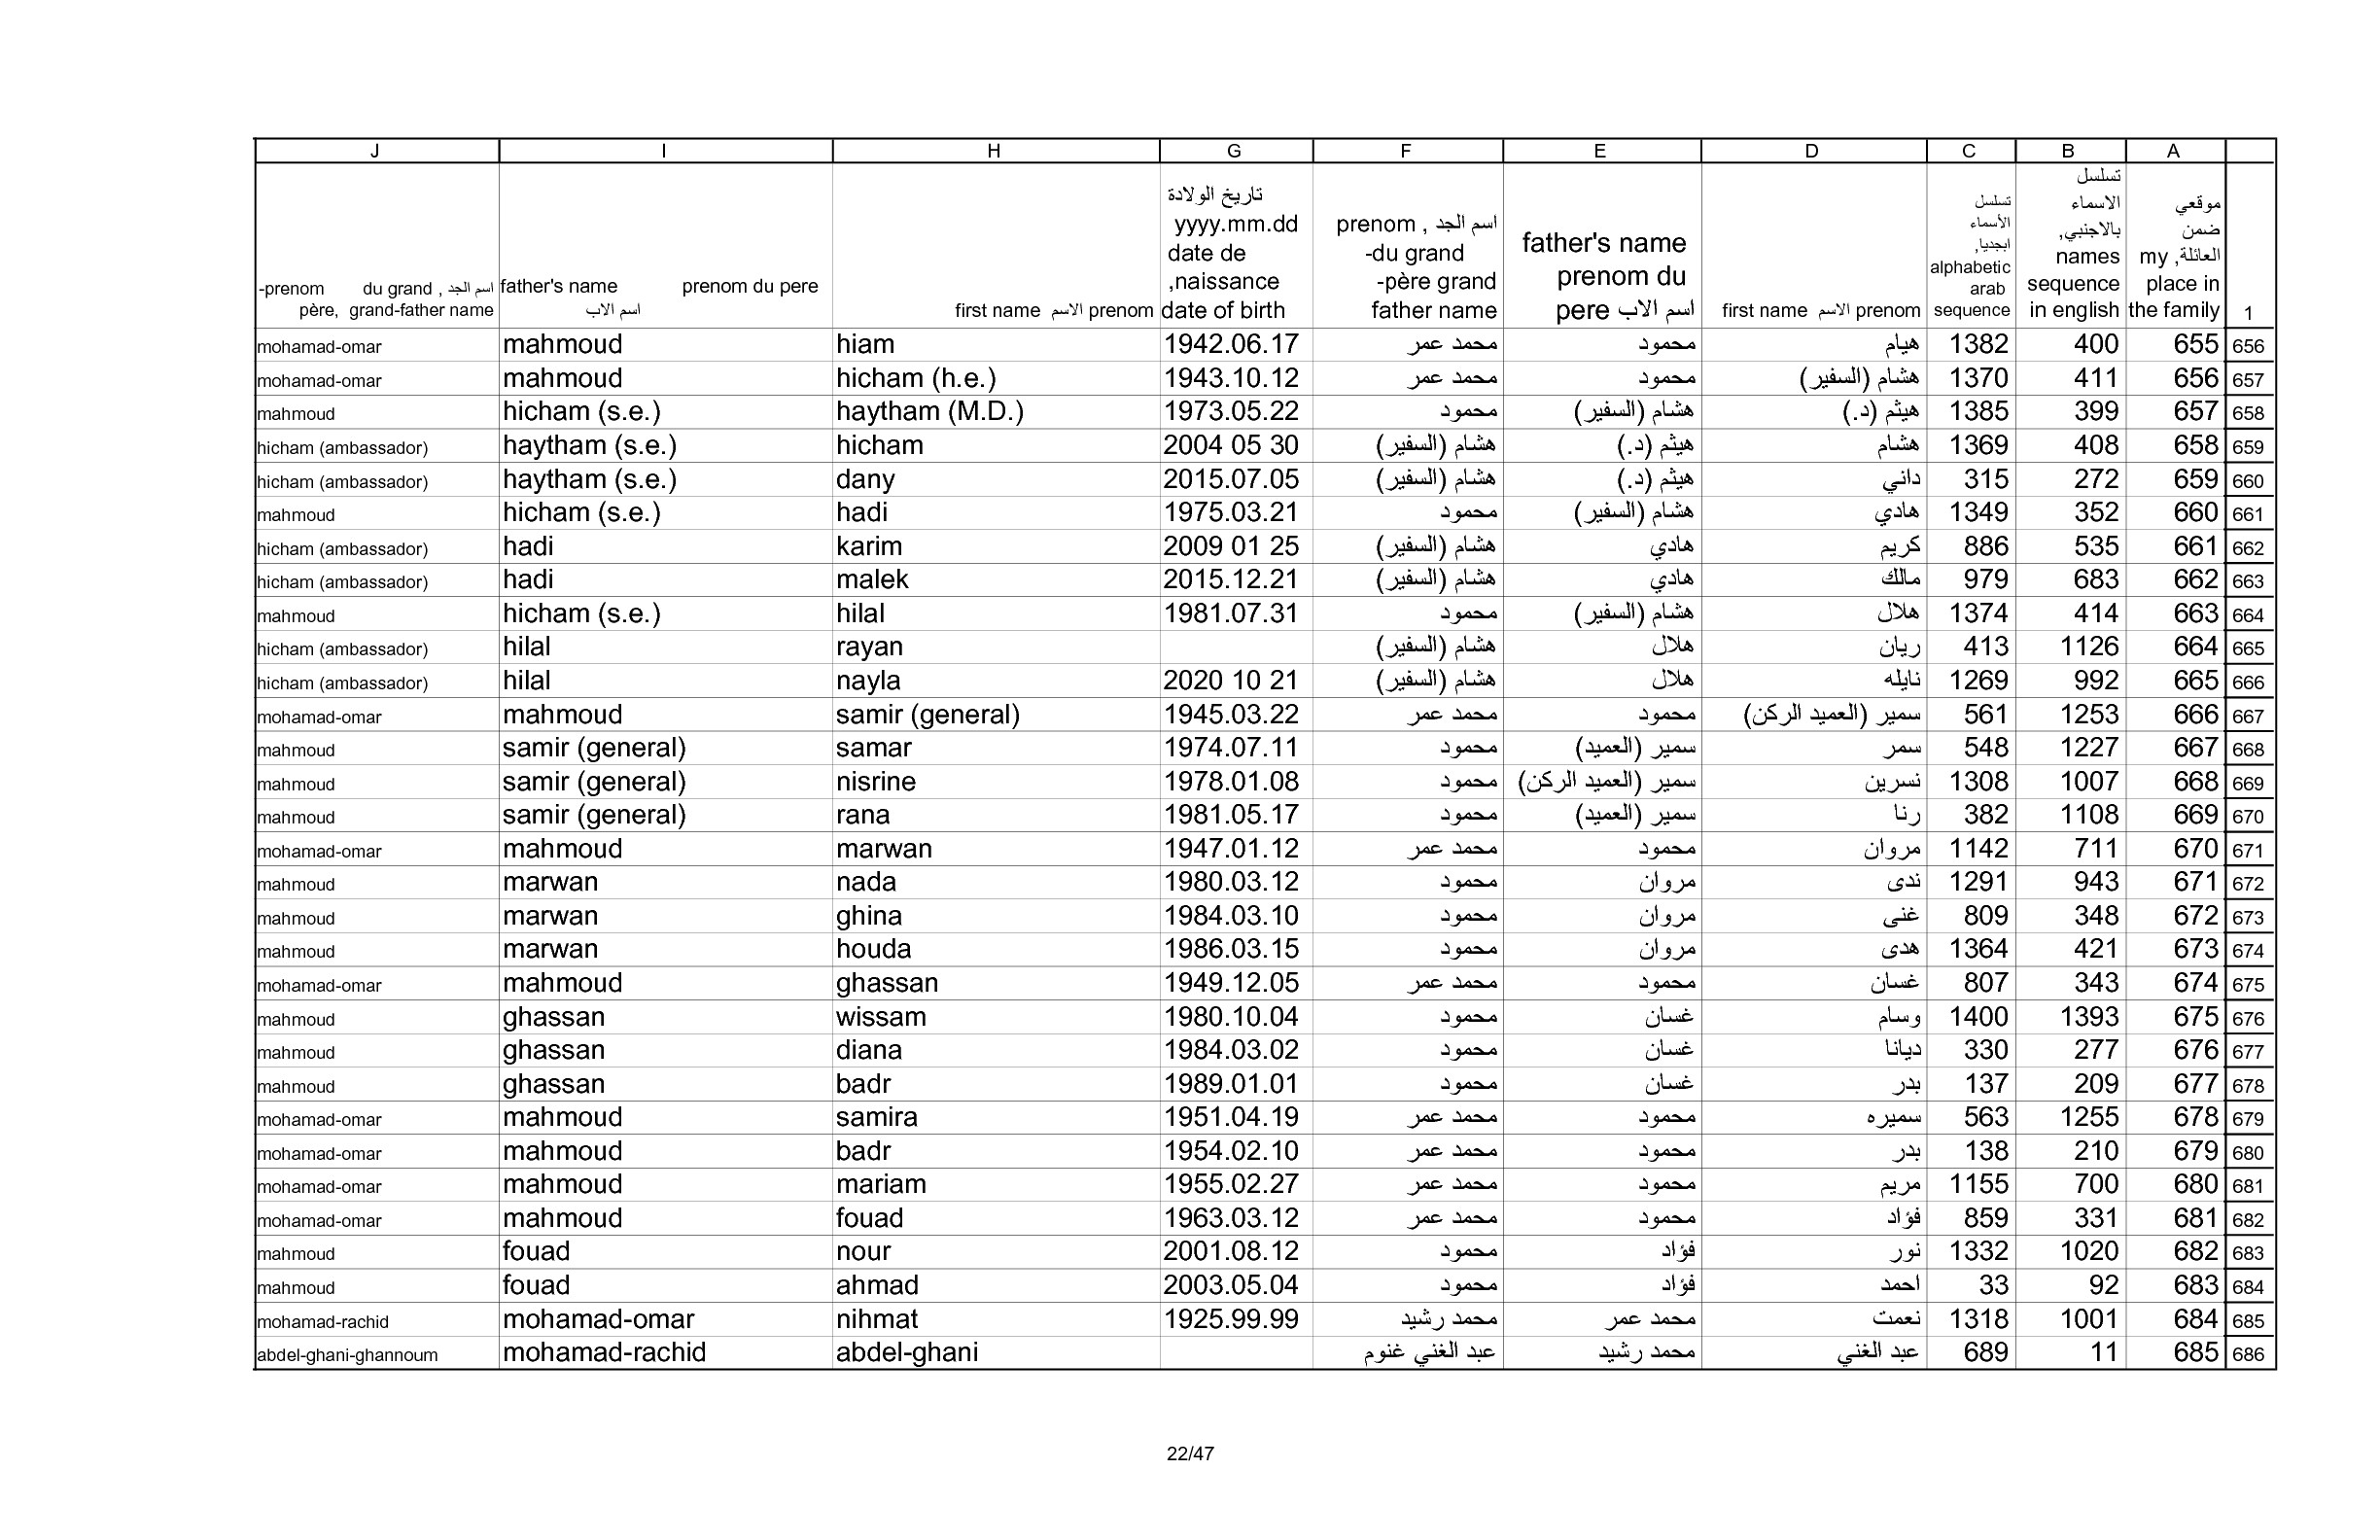 J I H G F E D C B A
-prenom du grand , اسم الجد père, grand-father name
father's name prenom du pere اسم الاب
first name الاسم prenom
تاريخ الولادة yyyy.mm.dd date de naissance, date of birth
prenom , اسم الجد -du grand -père grand father name
father's name prenom du pere اسم الاب
first name الاسم prenom
تسلسل الأسماء ابجديا, alphabetic arab sequence
تسلسل الاسماء بالاجنبي, names sequence in english
موقعي ضمن العائلة, my place in the family
1
mohamad-omar mahmoud hiam 1942.06.17 محمد عمر محمود هيام 1382 400 655 656
mohamad-omar mahmoud hicham (h.e.) 1943.10.12 محمد عمر محمود هشام (السفير) 1370 411 656 657
mahmoud hicham (s.e.) haytham (M.D.) 1973.05.22 محمود هشام (السفير) هيثم (د.) 1385 399 657 658
hicham (ambassador) haytham (s.e.) hicham 2004 05 30 هشام (السفير) هيثم (د.) هشام 1369 408 658 659
hicham (ambassador) haytham (s.e.) dany 2015.07.05 هشام (السفير) هيثم (د.) داني 315 272 659 660
mahmoud hicham (s.e.) hadi 1975.03.21 محمود هشام (السفير) هادي 1349 352 660 661
hicham (ambassador) hadi karim 2009 01 25 هشام (السفير) هادي كريم 886 535 661 662
hicham (ambassador) hadi malek 2015.12.21 هشام (السفير) هادي مالك 979 683 662 663
mahmoud hicham (s.e.) hilal 1981.07.31 محمود هشام (السفير) هلال 1374 414 663 664
hicham (ambassador) hilal rayan هشام (السفير) هلال ريان 413 1126 664 665
hicham (ambassador) hilal nayla 2020 10 21 هشام (السفير) هلال نايله 1269 992 665 666
mohamad-omar mahmoud samir (general) 1945.03.22 محمد عمر محمود سمير (العميد الركن) 561 1253 666 667
mahmoud samir (general) samar 1974.07.11 محمود سمير (العميد) سمر 548 1227 667 668
mahmoud samir (general) nisrine 1978.01.08 محمود سمير (العميد الركن) نسرين 1308 1007 668 669
mahmoud samir (general) rana 1981.05.17 محمود سمير (العميد) رنا 382 1108 669 670
mohamad-omar mahmoud marwan 1947.01.12 محمد عمر محمود مروان 1142 711 670 671
mahmoud marwan nada 1980.03.12 محمود مروان ندى 1291 943 671 672
mahmoud marwan ghina 1984.03.10 محمود مروان غنى 809 348 672 673
mahmoud marwan houda 1986.03.15 محمود مروان هدى 1364 421 673 674
mohamad-omar mahmoud ghassan 1949.12.05 محمد عمر محمود غسان 807 343 674 675
mahmoud ghassan wissam 1980.10.04 محمود غسان وسام 1400 1393 675 676
mahmoud ghassan diana 1984.03.02 محمود غسان ديانا 330 277 676 677
mahmoud ghassan badr 1989.01.01 محمود غسان بدر 137 209 677 678
mohamad-omar mahmoud samira 1951.04.19 محمد عمر محمود سميره 563 1255 678 679
mohamad-omar mahmoud badr 1954.02.10 محمد عمر محمود بدر 138 210 679 680
mohamad-omar mahmoud mariam 1955.02.27 محمد عمر محمود مريم 1155 700 680 681
mohamad-omar mahmoud fouad 1963.03.12 محمد عمر محمود فؤاد 859 331 681 682
mahmoud fouad nour 2001.08.12 محمود فؤاد نور 1332 1020 682 683
mahmoud fouad ahmad 2003.05.04 محمود فؤاد احمد 33 92 683 684
mohamad-rachid mohamad-omar nihmat 1925.99.99 محمد رشيد محمد عمر نعمت 1318 1001 684 685
abdel-ghani-ghannoum mohamad-rachid abdel-ghani عبد الغني غنوم محمد رشيد عبد الغني 689 11 685 686
22/47